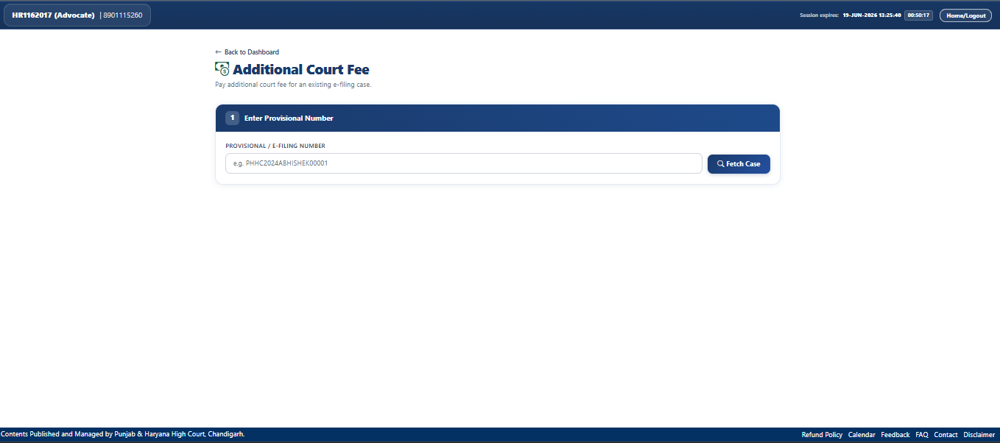 HR1162017 (Advocate) | 8901115260
Session expires: 19-JUN-2026 13:25:40 00:50:17 Home/Logout
← Back to Dashboard
Additional Court Fee
Pay additional court fee for an existing e-filing case.
1 Enter Provisional Number
PROVISIONAL / E-FILING NUMBER
e.g. PHHC2024ABHISHEK00001
Fetch Case
Contents Published and Managed by Punjab & Haryana High Court, Chandigarh.
Refund Policy Calendar Feedback FAQ Contact Disclaimer